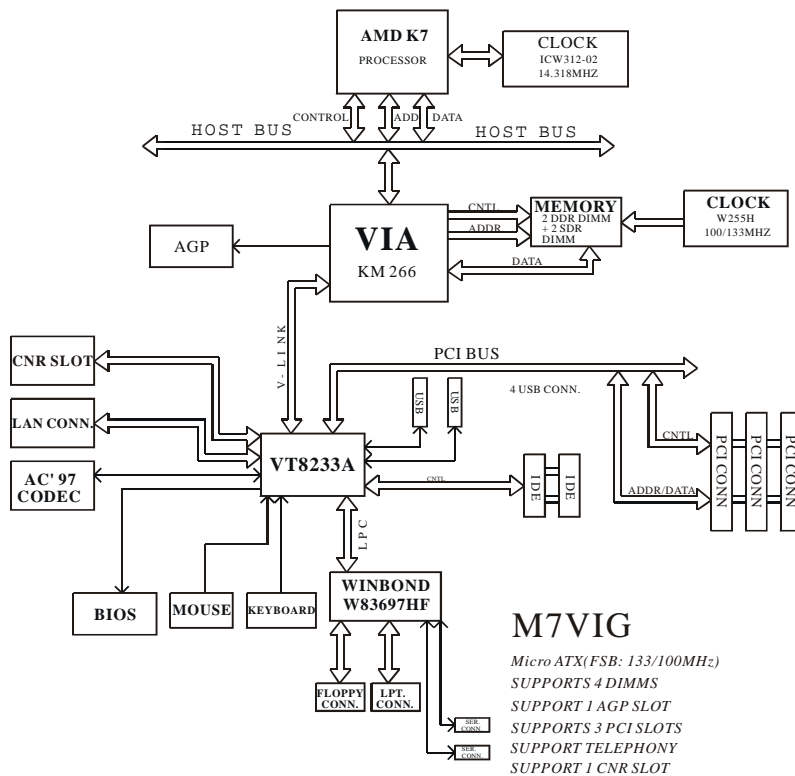 AMD K7
PROCESSOR
CLOCK
ICW312-02
14.318MHZ
CONTROL
ADD
DATA
HOST BUS
HOST BUS
CNTL
ADDR
MEMORY
2 DDR DIMM
+ 2 SDR
DIMM
CLOCK
W255H
100/133MHZ
AGP
VIA
KM 266
DATA
V-LINK
PCI BUS
CNR SLOT
4 USB CONN.
USB
USB
LAN CONN.
CNTL
PCI CONN
PCI CONN
PCI CONN
VT8233A
AC' 97
CODEC
CNTL
IDE
IDE
ADDR/DATA
LPC
BIOS
MOUSE
KEYBOARD
WINBOND
W83697HF
FLOPPY
CONN.
LPT.
CONN.
SER.
CONN.
SER.
CONN.
M7VIG
Micro ATX(FSB: 133/100MHz)
SUPPORTS 4 DIMMS
SUPPORT 1 AGP SLOT
SUPPORTS 3 PCI SLOTS
SUPPORT TELEPHONY
SUPPORT 1 CNR SLOT